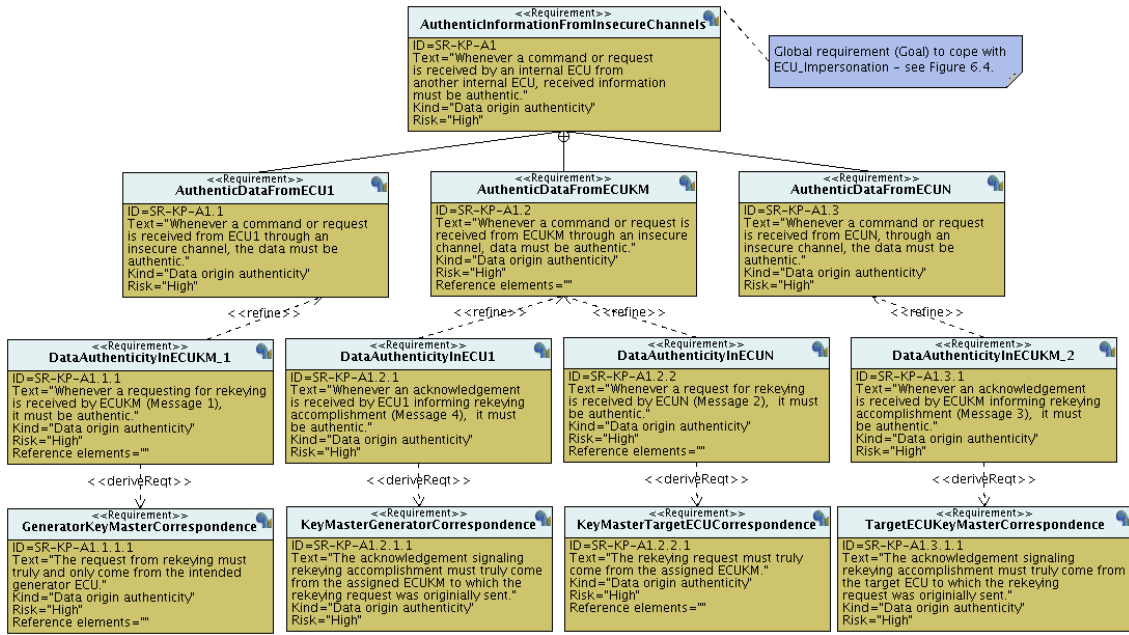 <<Requirement>>
AuthenticInformationFromInsecureChannels
ID=SR-KP-A1
Text="Whenever a command or request
is received by an internal ECU from
another internal ECU, received information
must be authentic."
Kind="Data origin authenticity"
Risk="High"
Global requirement (Goal) to cope with
ECU_Impersonation – see Figure 6.4.
<<Requirement>>
AuthenticDataFromECU1
ID=SR-KP-A1.1
Text="Whenever a command or request
is received from ECU1 through an
insecure channel, the data must be
authentic."
Kind="Data origin authenticity"
Risk="High"
<<Requirement>>
AuthenticDataFromECUKM
ID=SR-KP-A1.2
Text="Whenever a command or request is
received from ECUKM through an insecure
channel, data must be authentic."
Kind="Data origin authenticity"
Risk="High"
Reference elements=""
<<Requirement>>
AuthenticDataFromECUN
ID=SR-KP-A1.3
Text="Whenever a command or request
is received from ECUN, through an
insecure channel, the data must be
authentic."
Kind="Data origin authenticity"
Risk="High"
<<refine>>
<<refine>>
<<refine>>
<<refine>>
<<Requirement>>
DataAuthenticityInECUKM_1
ID=SR-KP-A1.1.1
Text="Whenever a requesting for rekeying
is received by ECUKM (Message 1),
it must be authentic."
Kind="Data origin authenticity"
Risk="High"
Reference elements=""
<<Requirement>>
DataAuthenticityInECU1
ID=SR-KP-A1.2.1
Text="Whenever an acknowledgement
is received by ECU1 informing rekeying
accomplishment (Message 4), it must
be authentic."
Kind="Data origin authenticity"
Risk="High"
<<Requirement>>
DataAuthenticityInECUN
ID=SR-KP-A1.2.2
Text="Whenever a request for rekeying
is received by ECUN (Message 2), it must
be authentic."
Kind="Data origin authenticity"
Risk="High"
Reference elements=""
<<Requirement>>
DataAuthenticityInECUKM_2
ID=SR-KP-A1.3.1
Text="Whenever an acknowledgement
is received by ECUKM informing rekeying
accomplishment (Message 3), it must
be authentic."
Kind="Data origin authenticity"
Risk="High"
<<deriveReqt>>
<<deriveReqt>>
<<deriveReqt>>
<<deriveReqt>>
<<Requirement>>
GeneratorKeyMasterCorrespondence
ID=SR-KP-A1.1.1.1
Text="The request from rekeying must
truly and only come from the intended
generator ECU."
Kind="Data origin authenticity"
Risk="High"
Reference elements=""
<<Requirement>>
KeyMasterGeneratorCorrespondence
ID=SR-KP-A1.2.1.1
Text="The acknowledgement signaling
rekeying accomplishment must truly come
from the assigned ECUKM to which the
rekeying request was originially sent."
Kind="Data origin authenticity"
Risk="High"
<<Requirement>>
KeyMasterTargetECUCorrespondence
ID=SR-KP-A1.2.2.1
Text="The rekeying request must truly
come from the assigned ECUKM."
Kind="Data origin authenticity"
Risk="High"
Reference elements=""
<<Requirement>>
TargetECUKeyMasterCorrespondence
ID=SR-KP-A1.3.1.1
Text="The acknowledgement signaling
rekeying accomplishment must truly come from
the target ECU to which the rekeying
request was originially sent."
Kind="Data origin authenticity"
Risk="High"